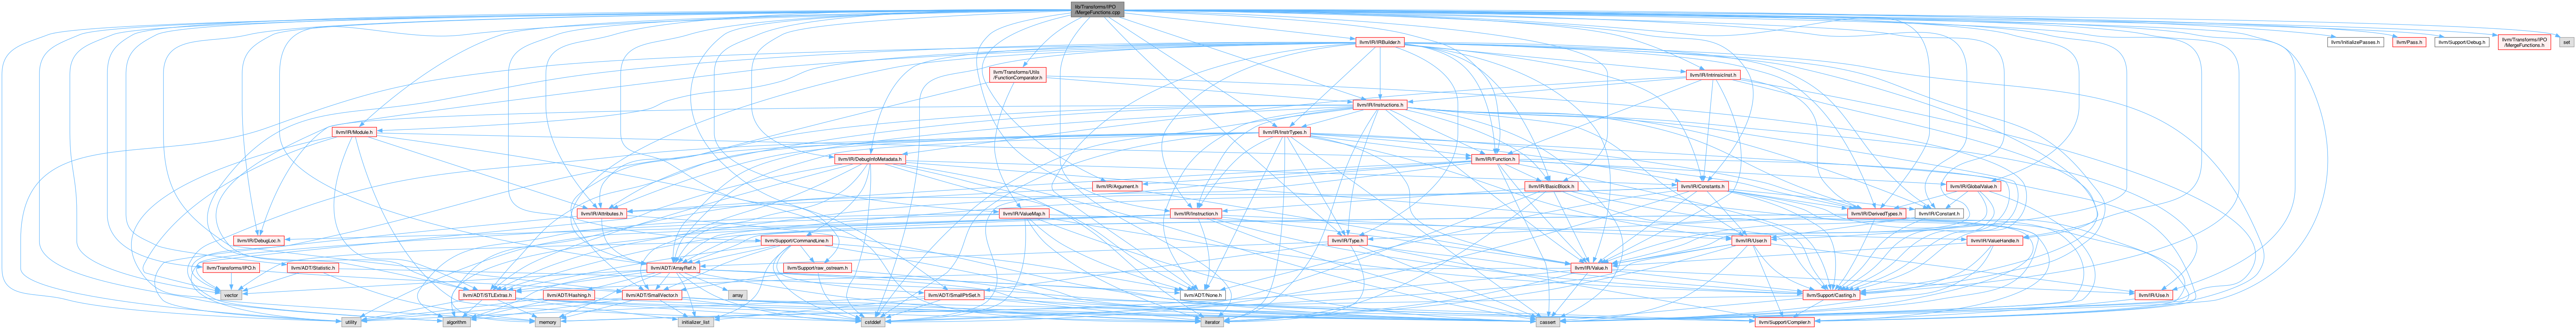 lib/Transforms/IPO
/MergeFunctions.cpp
llvm/IR/IRBuilder.h
llvm/InitializePasses.h
llvm/Pass.h
llvm/Support/Debug.h
llvm/Transforms/IPO
/MergeFunctions.h
set
llvm/Transforms/Utils
/FunctionComparator.h
llvm/IR/IntrinsicInst.h
llvm/IR/Instructions.h
llvm/IR/Module.h
llvm/IR/InstrTypes.h
llvm/IR/DebugInfoMetadata.h
llvm/IR/Function.h
llvm/IR/Argument.h
llvm/IR/BasicBlock.h
llvm/IR/Constants.h
llvm/IR/GlobalValue.h
llvm/IR/Attributes.h
llvm/IR/ValueMap.h
llvm/IR/Instruction.h
llvm/IR/DerivedTypes.h
llvm/IR/Constant.h
llvm/IR/DebugLoc.h
llvm/Support/CommandLine.h
llvm/IR/Type.h
llvm/IR/User.h
llvm/IR/ValueHandle.h
llvm/Transforms/IPO.h
llvm/ADT/Statistic.h
llvm/ADT/ArrayRef.h
llvm/Support/raw_ostream.h
llvm/IR/Value.h
vector
llvm/ADT/STLExtras.h
llvm/ADT/Hashing.h
llvm/ADT/SmallVector.h
array
llvm/ADT/SmallPtrSet.h
llvm/ADT/None.h
llvm/Support/Casting.h
llvm/IR/Use.h
utility
algorithm
memory
initializer_list
cstddef
iterator
cassert
llvm/Support/Compiler.h